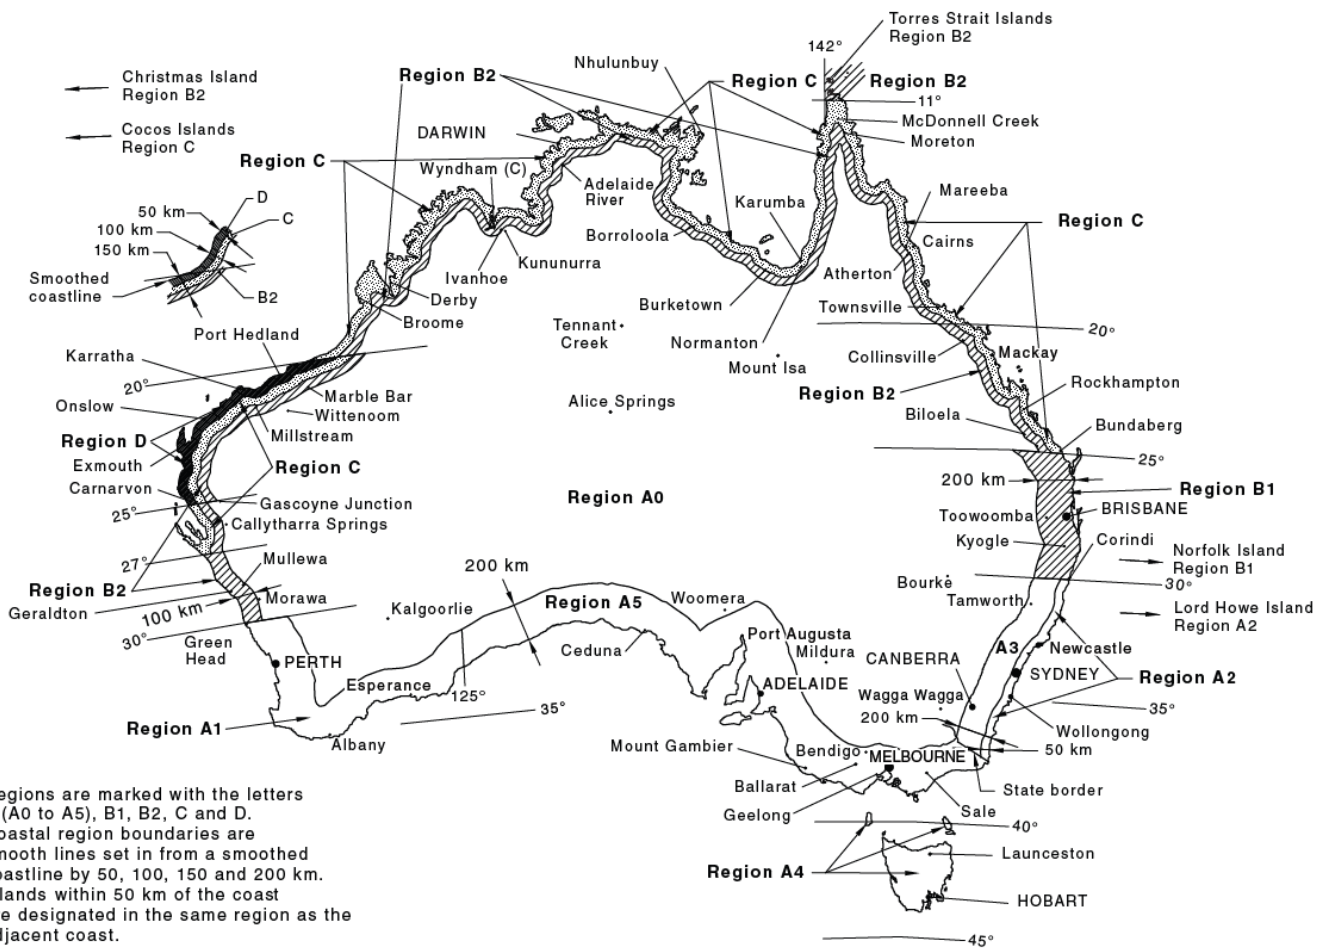 Torres Strait Islands
Region B2
142°
Nhulunbuy
Region B2
Region C
Region B2
Christmas Island
Region B2
11°
McDonnell Creek
Cocos Islands
Region C
DARWIN
Moreton
Region C
Wyndham (C)
Adelaide
River
Mareeba
D
50 km
C
100 km
Karumba
Region C
150 km
Borroloola
Cairns
Kununurra
Smoothed
coastline
Ivanhoe
Atherton
B2
Derby
Burketown
Townsville
Broome
Port Hedland
Tennant
Creek
Normanton
20°
Karratha
Collinsville
Mackay
Mount Isa
20°
Marble Bar
Region B2
Rockhampton
Onslow
Wittenoom
Alice Springs
Biloela
Millstream
Bundaberg
Region D
Exmouth
Region C
25°
Carnarvon
200 km
Region B1
Gascoyne Junction
Region A0
25°
Callytharra Springs
Toowoomba
BRISBANE
Kyogle
Corindi
27°
Mullewa
200 km
Norfolk Island
Region B1
Region B2
Bourke
30°
Geraldton
100 km
Morawa
Kalgoorlie
Region A5
Woomera
Tamworth
Lord Howe Island
Region A2
30°
Green
Head
Port Augusta
Mildura
Ceduna
A3
Newcastle
PERTH
CANBERRA
SYDNEY
Region A2
Esperance
125°
ADELAIDE
Wagga Wagga
35°
35°
200 km
Region A1
Albany
Wollongong
Mount Gambier
Bendigo
MELBOURNE
50 km
Ballarat
State border
Geelong
Sale
40°
Launceston
Region A4
HOBART
45°
egions are marked with the letters
(A0 to A5), B1, B2, C and D.
oastal region boundaries are
mooth lines set in from a smoothed
oastline by 50, 100, 150 and 200 km.
slands within 50 km of the coast
re designated in the same region as the
djacent coast.